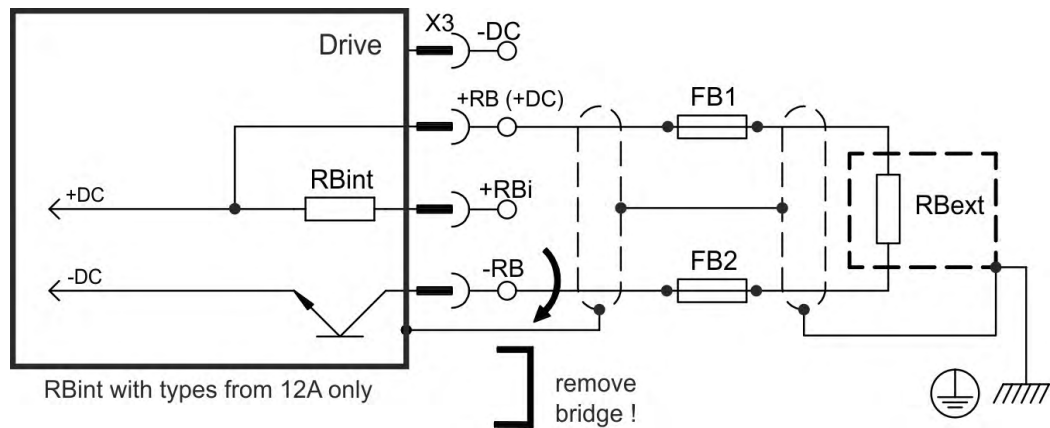 X3
-DC
Drive
+RB (+DC)
FB1
RBint
+DC
+RBi
RBext
-DC
-RB
FB2
RBint with types from 12A only
remove
bridge !